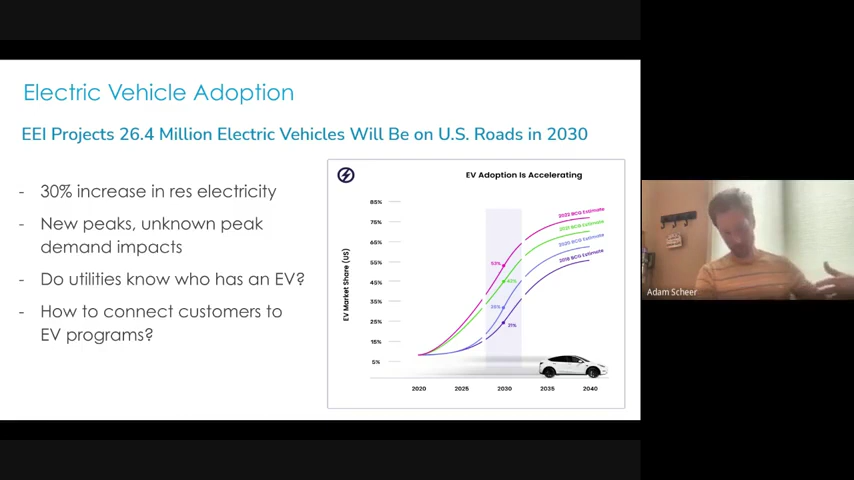 Electric Vehicle Adoption
EEI Projects 26.4 Million Electric Vehicles Will Be on U.S. Roads in 2030
- 30% increase in res electricity
- New peaks, unknown peak
demand impacts
- Do utilities know who has an EV?
- How to connect customers to
EV programs?
EV Adoption Is Accelerating
EV Market Share (US)
85%
75%
65%
55%
45%
35%
25%
15%
5%
2022 BCG Estimate
2021 BCG Estimate
2020 BCG Estimate
53%
42%
21%
2020
2025
2030
2035
2040
Adam Scheer